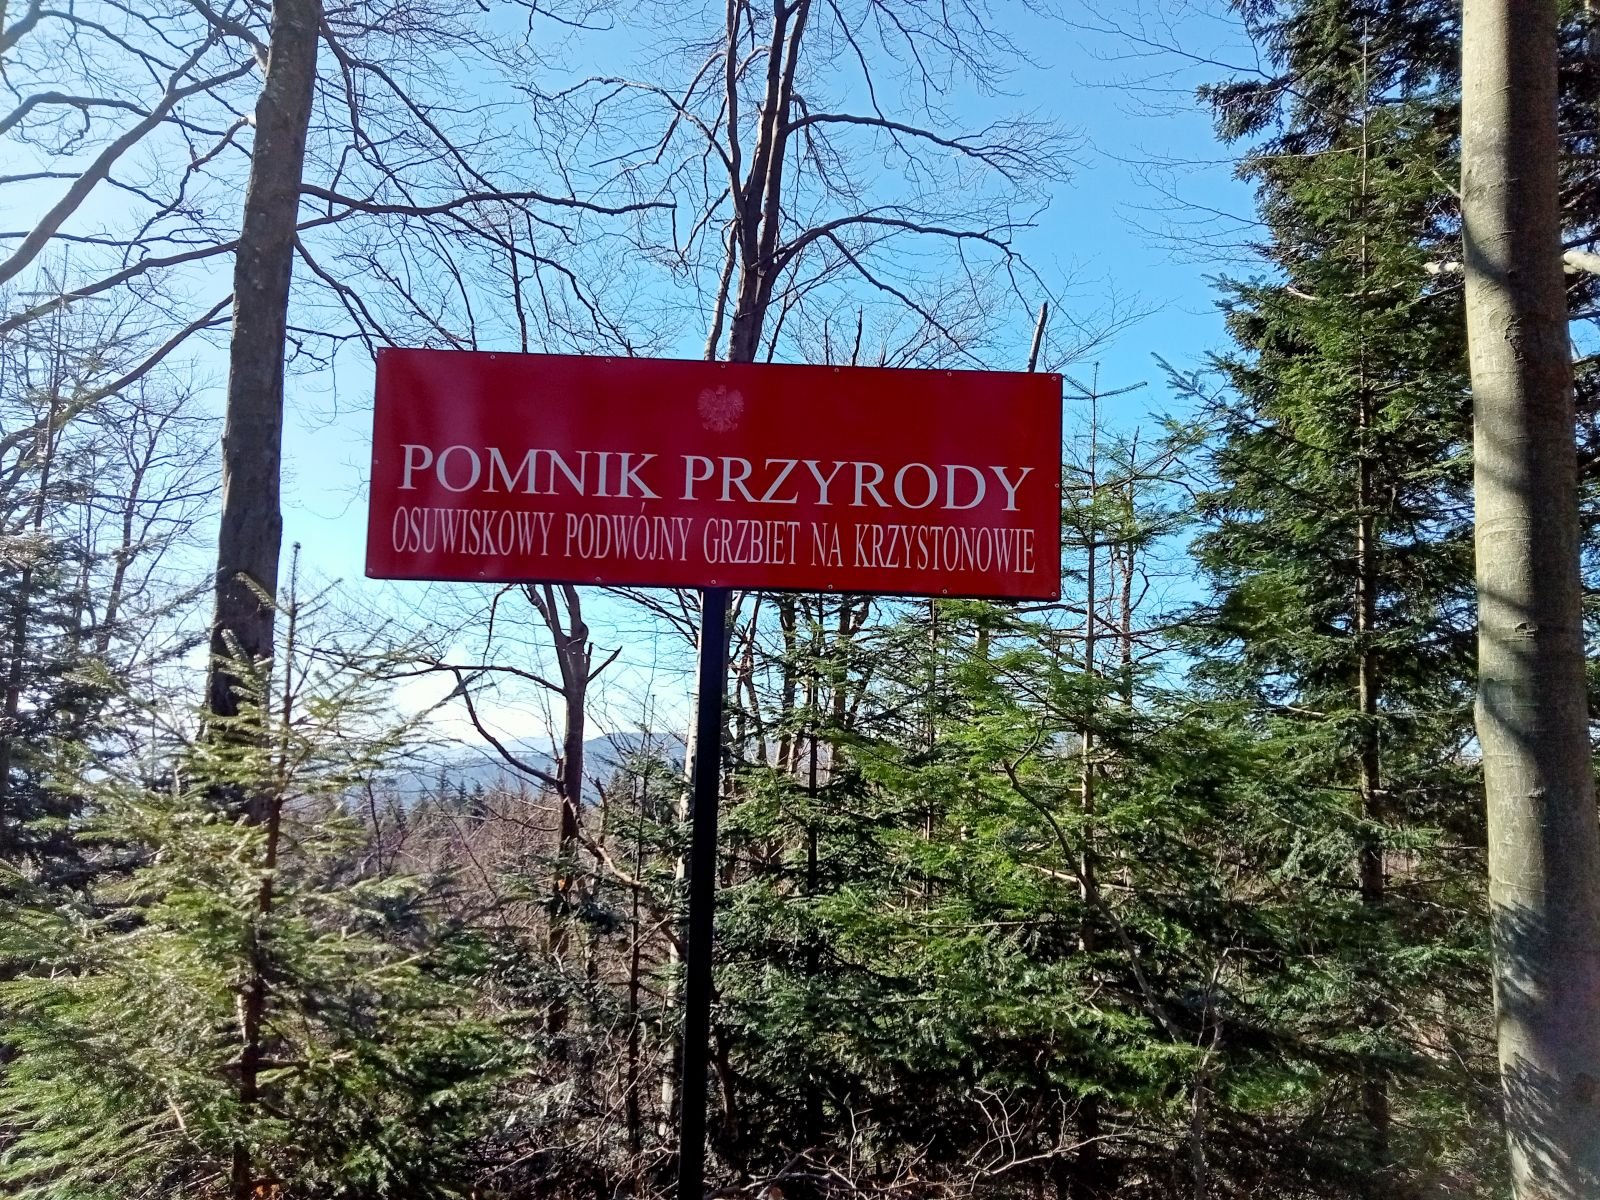 POMNIK PRZYRODY
OSUWISKOWY PODWÓJNY GRZBIET NA KRZYSTONOWIE